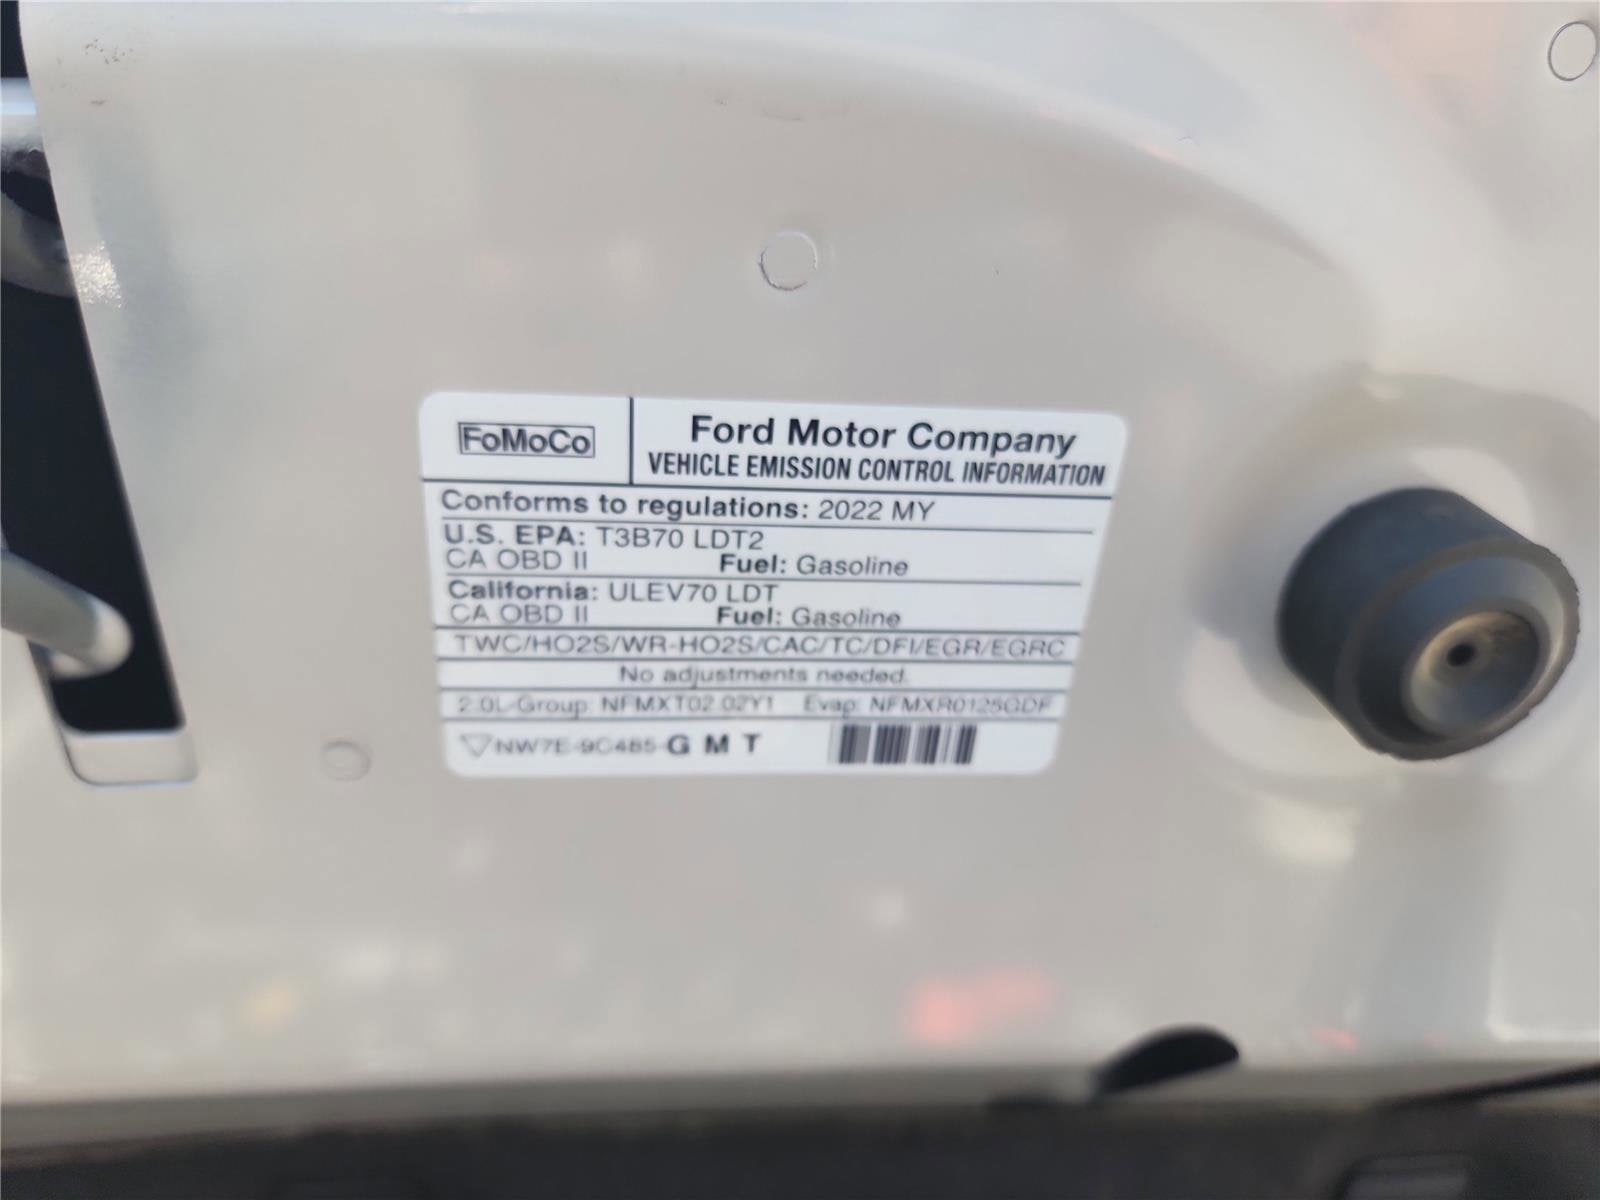 FoMoCo
Ford Motor Company
VEHICLE EMISSION CONTROL INFORMATION
Conforms to regulations: 2022 MY
U.S. EPA: T3B70 LDT2
CA OBD II Fuel: Gasoline
California: ULEV70 LDT
CA OBD II Fuel: Gasoline
TWC/HO2S/WR-HO2S/CAC/TC/DFI/EGR/EGRC
No adjustments needed.
2.0L-Group: NFMXT02.02Y1 Evap: NFMXR0125GDF
NW7E-9C485-G M T